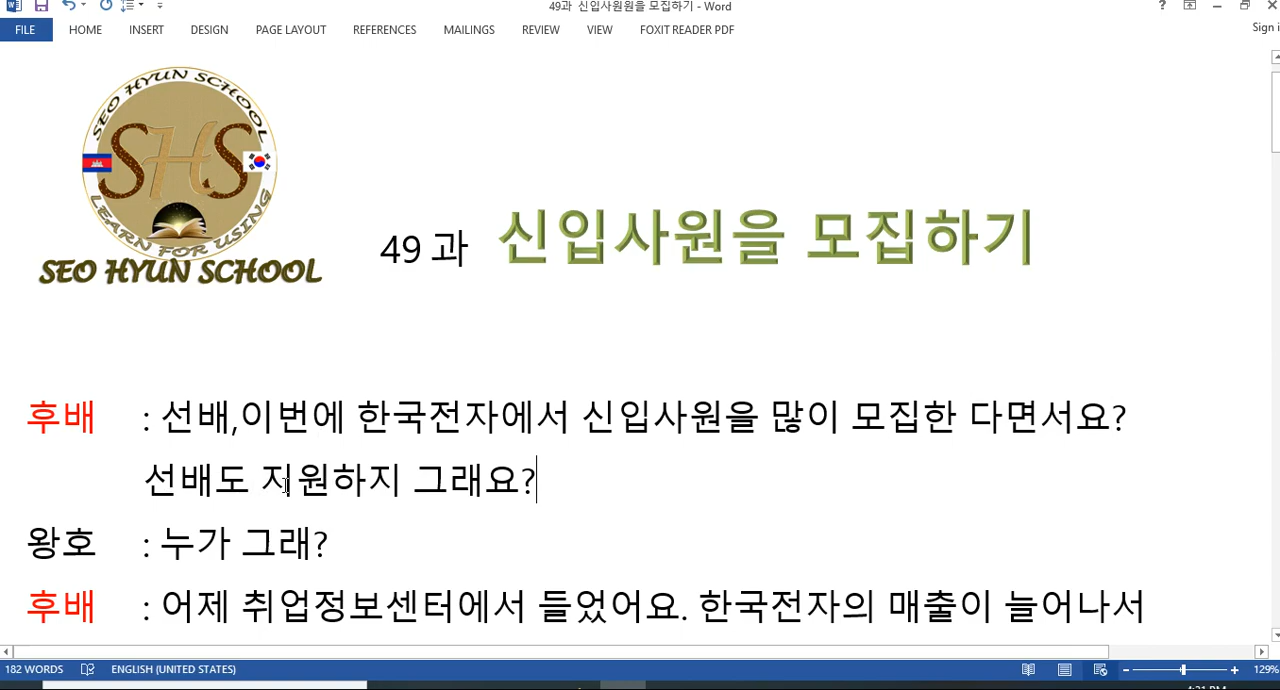 49과 신입사원원을 모집하기 - Word
?
FILE HOME INSERT DESIGN PAGE LAYOUT REFERENCES MAILINGS REVIEW VIEW FOXIT READER PDF Sign i
SEO HYUN SCHOOL
SHS
LEARN FOR USING
SEO HYUN SCHOOL
49 과 신입사원을 모집하기
후배 : 선배,이번에 한국전자에서 신입사원을 많이 모집한 다면서요?
선배도 지원하지 그래요?
왕호 : 누가 그래?
후배 : 어제 취업정보센터에서 들었어요. 한국전자의 매출이 늘어나서
182 WORDS ENGLISH (UNITED STATES) 129%